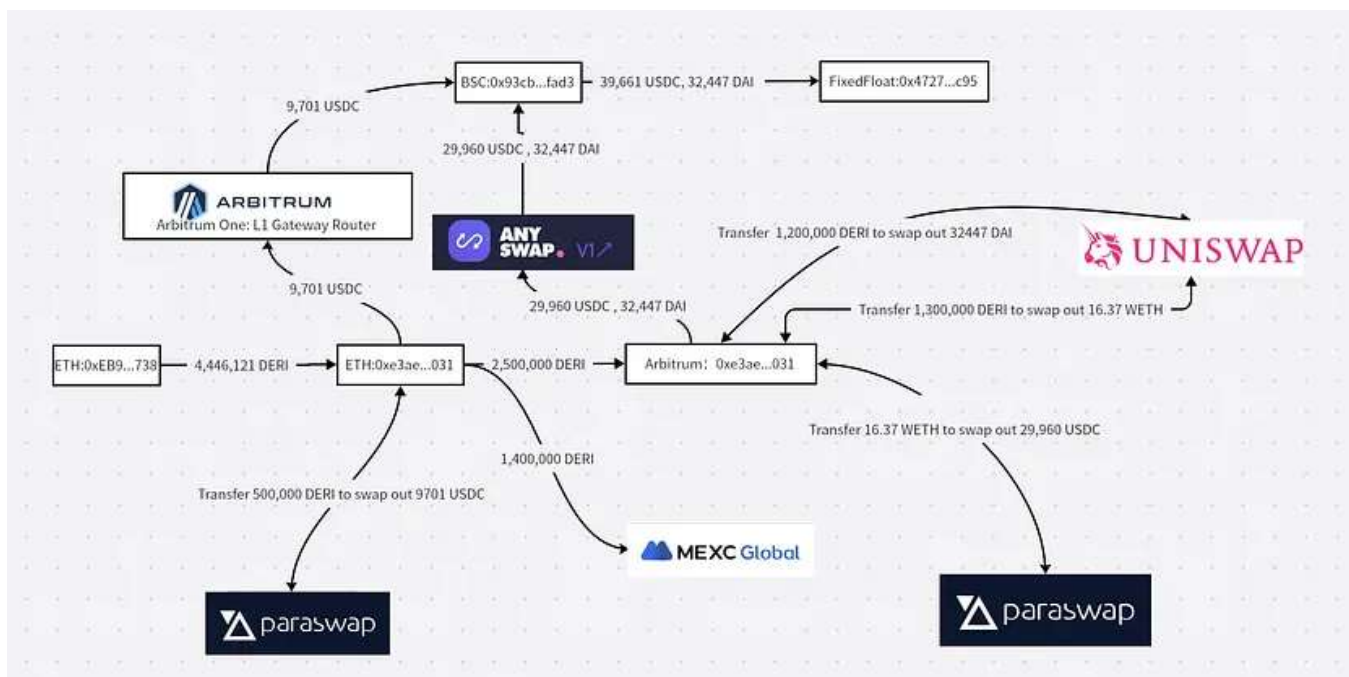 BSC:0x93cb...fad3
39,661 USDC, 32,447 DAI
FixedFloat:0x4727...c95
9,701 USDC
29,960 USDC , 32,447 DAI
ARBITRUM
Arbitrum One: L1 Gateway Router
ANY
SWAP. V1↗
Transfer 1,200,000 DERI to swap out 32447 DAI
UNISWAP
9,701 USDC
29,960 USDC , 32,447 DAI
Transfer 1,300,000 DERI to swap out 16.37 WETH
ETH:0xEB9...738
4,446,121 DERI
ETH:0xe3ae...031
2,500,000 DERI
Arbitrum: 0xe3ae...031
Transfer 16.37 WETH to swap out 29,960 USDC
1,400,000 DERI
Transfer 500,000 DERI to swap out 9701 USDC
MEXC Global
paraswap
paraswap